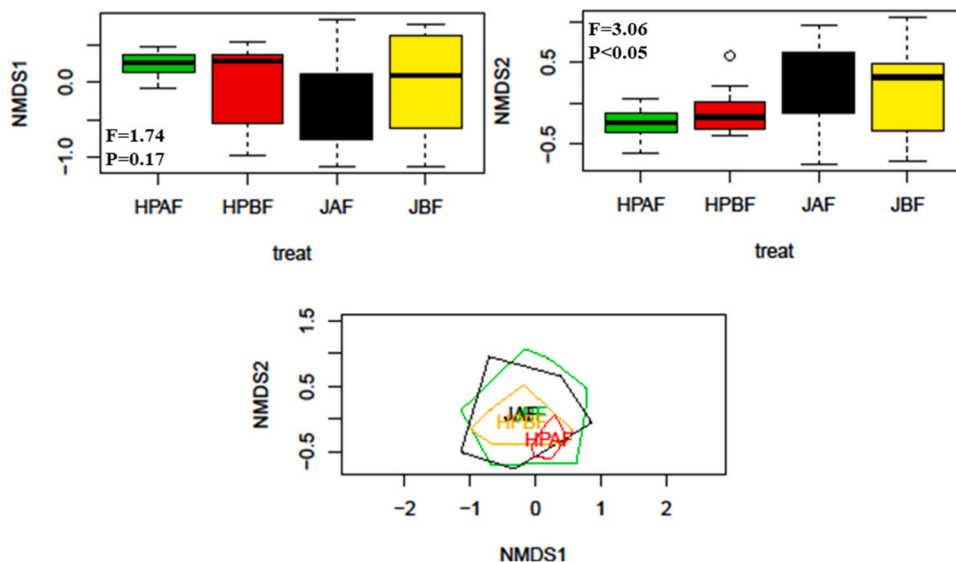 NMDS1
0.0
-1.0
F=1.74
P=0.17
HPAF HPBF JAF JBF
treat
NMDS2
0.5
-0.5
F=3.06
P<0.05
HPAF HPBF JAF JBF
treat
NMDS2
1.5
0.5
-0.5
JAF
HPBF
HPAF
-2 -1 0 1 2
NMDS1